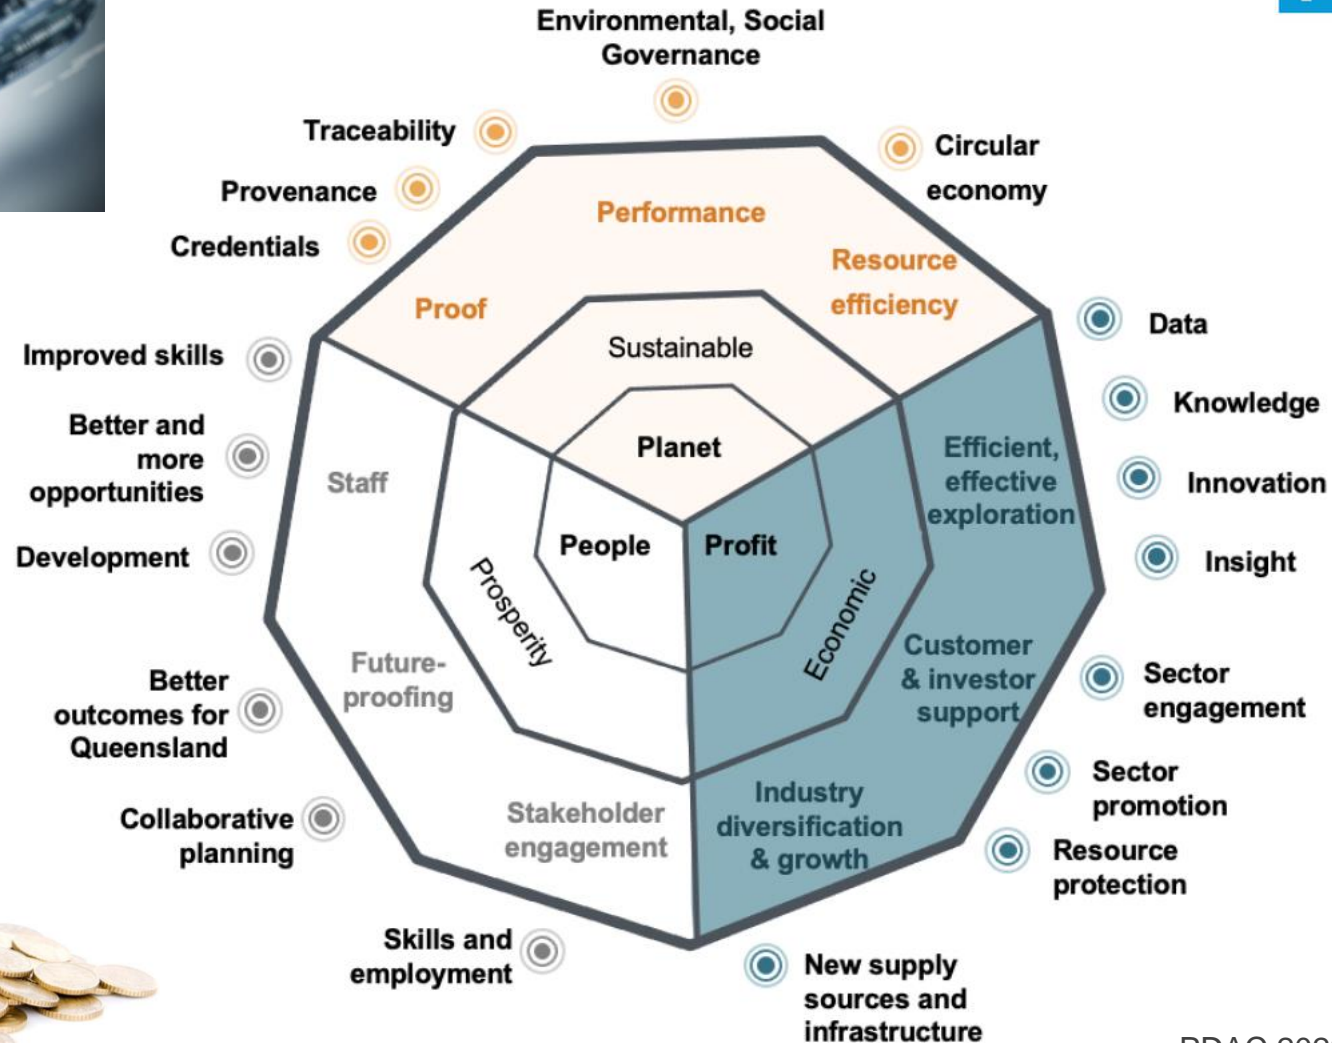 Environmental, Social
Governance
Traceability
Circular
economy
Provenance
Credentials
Performance
Resource
efficiency
Proof
Sustainable
Planet
Improved skills
Better and
more
opportunities
Development
Staff
People
Profit
Prosperity
Economic
Data
Knowledge
Innovation
Insight
Efficient,
effective
exploration
Customer
& investor
support
Sector
engagement
Sector
promotion
Resource
protection
Future-
proofing
Better
outcomes for
Queensland
Collaborative
planning
Stakeholder
engagement
Industry
diversification
& growth
Skills and
employment
New supply
sources and
infrastructure